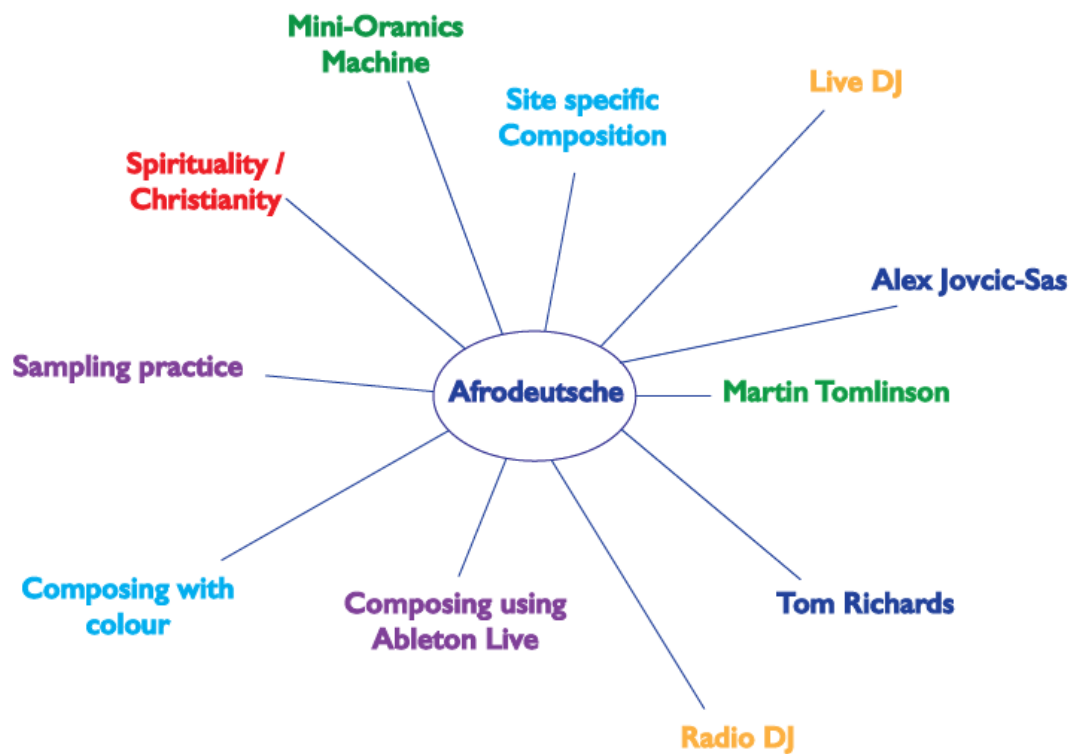 Mini-Oramics
Machine
Live DJ
Site specific
Composition
Spirituality /
Christianity
Alex Jovcic-Sas
Sampling practice
Afrodeutsche
Martin Tomlinson
Composing with
colour
Composing using
Ableton Live
Tom Richards
Radio DJ